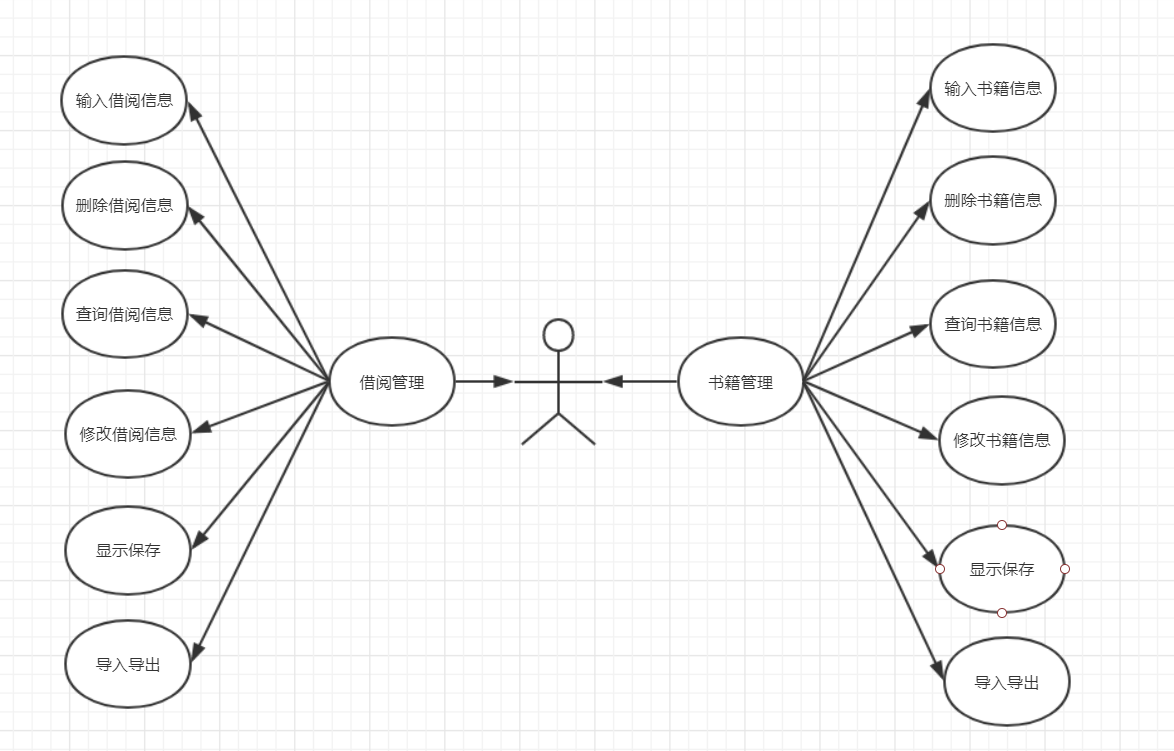 输入借阅信息
删除借阅信息
查询借阅信息
修改借阅信息
显示保存
导入导出
借阅管理
书籍管理
输入书籍信息
删除书籍信息
查询书籍信息
修改书籍信息
显示保存
导入导出